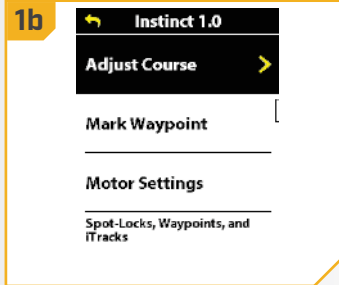 1b
Instinct 1.0
Adjust Course
Mark Waypoint
Motor Settings
Spot-Locks, Waypoints, and
iTracks